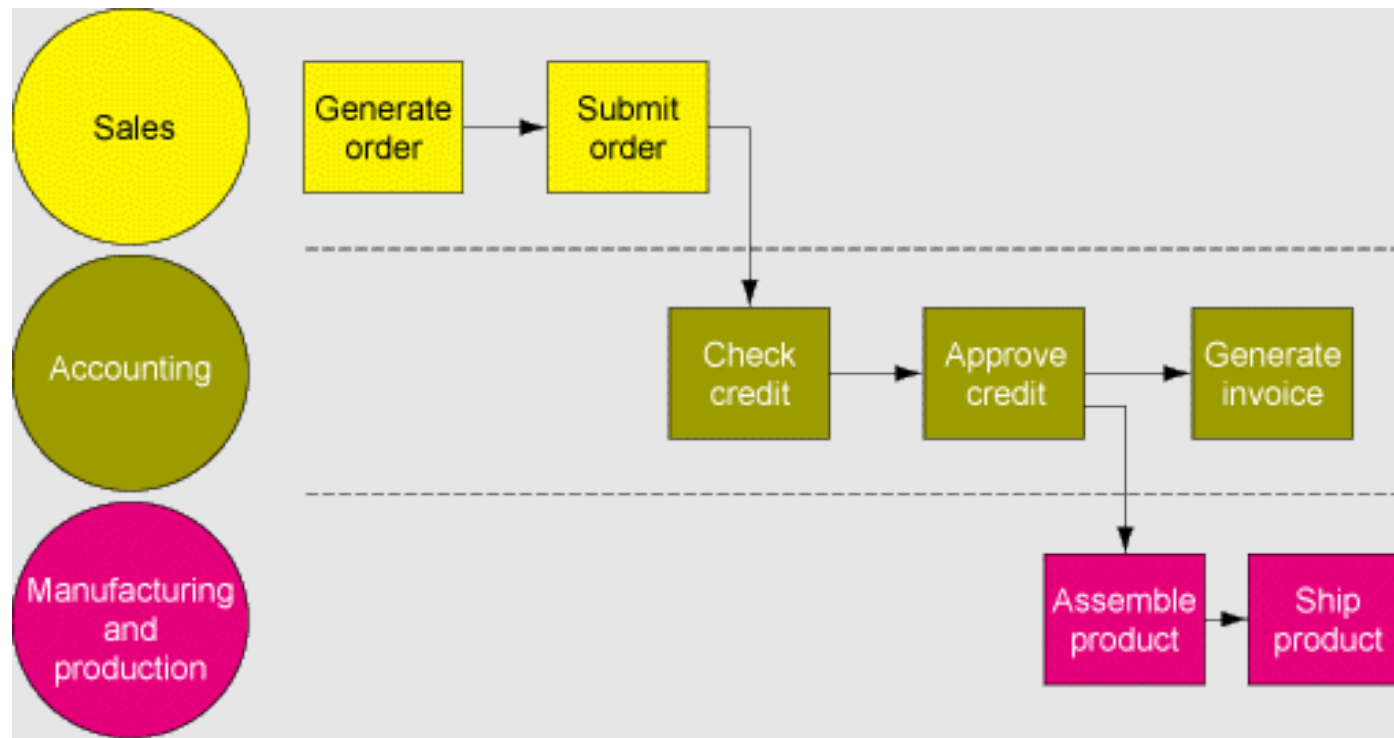 Sales
Generate
order
Submit
order
Accounting
Check
credit
Approve
credit
Generate
invoice
Manufacturing
and
production
Assemble
product
Ship
product